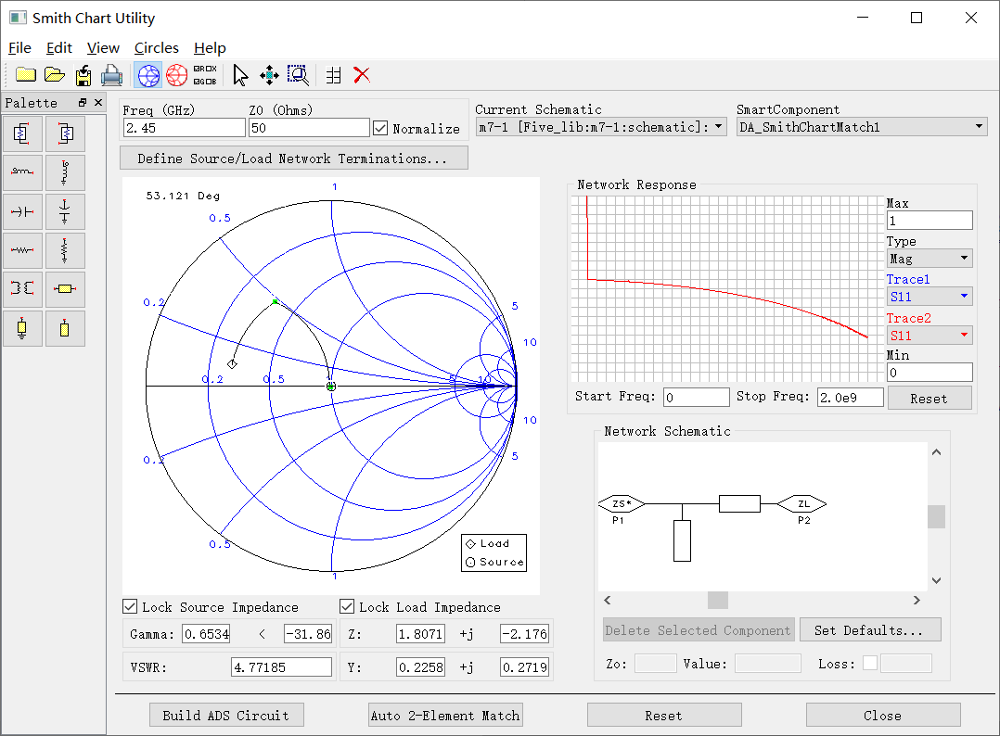 Smith Chart Utility
File Edit View Circles Help
⊠ROX
⊠GOB
Palette
Freq (GHz) Z0 (Ohms)
2.45 50 Normalize
Current Schematic SmartComponent
m7-1 [Five_lib:m7-1:schematic]: DA_SmithChartMatch1
Define Source/Load Network Terminations...
53.121 Deg
1
0.5
0.2
5
10
0.2 0.5 5 10
10
0.2
5
0.5
1
Load
Source
Network Response
Max
1
Type
Mag
Trace1
S11
Trace2
S11
Min
0
Start Freq: 0 Stop Freq: 2.0e9 Reset
Network Schematic
ZS* ZL
P1 P2
Delete Selected Component Set Defaults...
Zo: Value: Loss:
Lock Source Impedance Lock Load Impedance
Gamma: 0.6534 < -31.86 Z: 1.8071 +j -2.176
VSWR: 4.77185 Y: 0.2258 +j 0.2719
Build ADS Circuit Auto 2-Element Match Reset Close